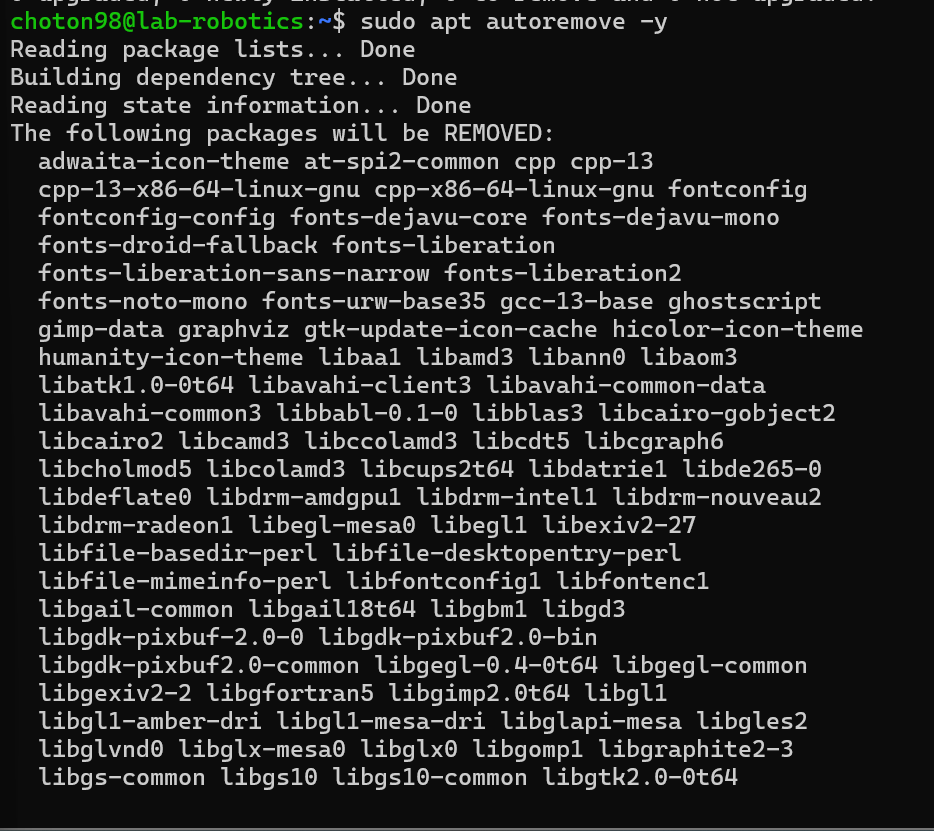 choton98@lab-robotics:~$ sudo apt autoremove -y
Reading package lists... Done
Building dependency tree... Done
Reading state information... Done
The following packages will be REMOVED:
  adwaita-icon-theme at-spi2-common cpp cpp-13
  cpp-13-x86-64-linux-gnu cpp-x86-64-linux-gnu fontconfig
  fontconfig-config fonts-dejavu-core fonts-dejavu-mono
  fonts-droid-fallback fonts-liberation
  fonts-liberation-sans-narrow fonts-liberation2
  fonts-noto-mono fonts-urw-base35 gcc-13-base ghostscript
  gimp-data graphviz gtk-update-icon-cache hicolor-icon-theme
  humanity-icon-theme libaa1 libamd3 libann0 libaom3
  libatk1.0-0t64 libavahi-client3 libavahi-common-data
  libavahi-common3 libbabl-0.1-0 libblas3 libcairo-gobject2
  libcairo2 libcamd3 libccolamd3 libcdt5 libcgraph6
  libcholmod5 libcolamd3 libcups2t64 libdatrie1 libde265-0
  libdeflate0 libdrm-amdgpu1 libdrm-intel1 libdrm-nouveau2
  libdrm-radeon1 libegl-mesa0 libegl1 libexiv2-27
  libfile-basedir-perl libfile-desktopentry-perl
  libfile-mimeinfo-perl libfontconfig1 libfontenc1
  libgail-common libgail18t64 libgbm1 libgd3
  libgdk-pixbuf-2.0-0 libgdk-pixbuf2.0-bin
  libgdk-pixbuf2.0-common libgegl-0.4-0t64 libgegl-common
  libgexiv2-2 libgfortran5 libgimp2.0t64 libgl1
  libgl1-amber-dri libgl1-mesa-dri libglapi-mesa libgles2
  libglvnd0 libglx-mesa0 libglx0 libgomp1 libgraphite2-3
  libgs-common libgs10 libgs10-common libgtk2.0-0t64